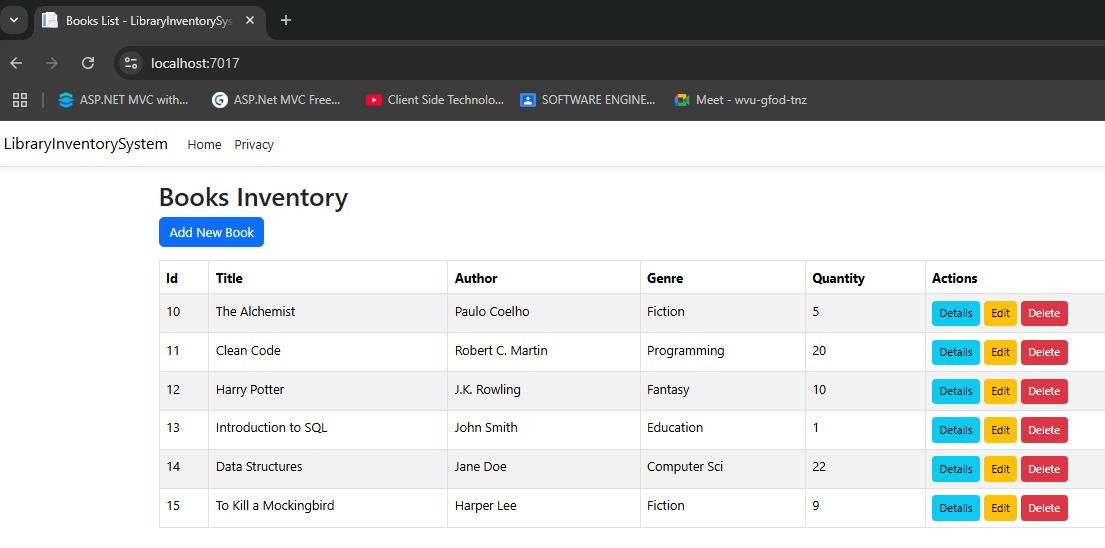 Books List - LibraryInventorySys
localhost:7017
ASP.NET MVC with... ASP.Net MVC Free... Client Side Technolo... SOFTWARE ENGINE... Meet - wvu-gfod-tnz
LibraryInventorySystem Home Privacy
Books Inventory
Add New Book
Id Title Author Genre Quantity Actions
10 The Alchemist Paulo Coelho Fiction 5 Details Edit Delete
11 Clean Code Robert C. Martin Programming 20 Details Edit Delete
12 Harry Potter J.K. Rowling Fantasy 10 Details Edit Delete
13 Introduction to SQL John Smith Education 1 Details Edit Delete
14 Data Structures Jane Doe Computer Sci 22 Details Edit Delete
15 To Kill a Mockingbird Harper Lee Fiction 9 Details Edit Delete